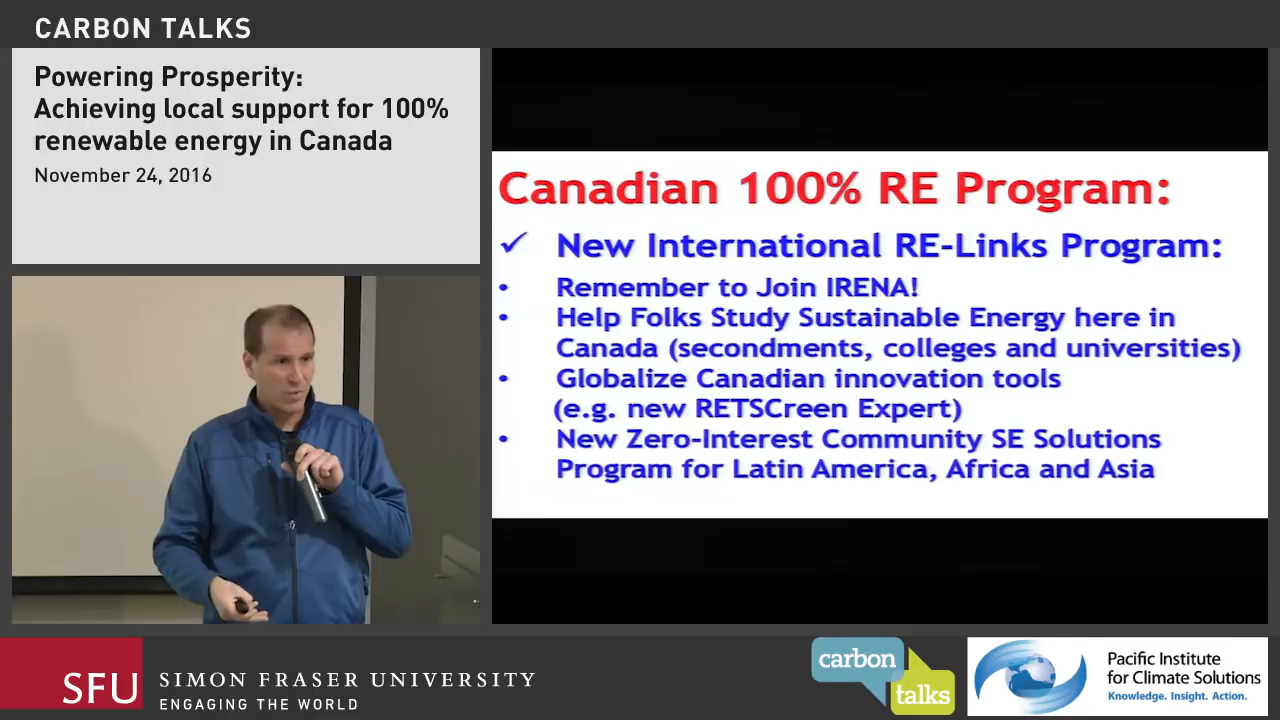 CARBON TALKS
Powering Prosperity:
Achieving local support for 100%
renewable energy in Canada
November 24, 2016
Canadian 100% RE Program:
✓ New International RE-Links Program:
• Remember to Join IRENA!
• Help Folks Study Sustainable Energy here in
Canada (secondments, colleges and universities)
• Globalize Canadian innovation tools
(e.g. new RETSCreen Expert)
• New Zero-Interest Community SE Solutions
Program for Latin America, Africa and Asia
SFU
SIMON FRASER UNIVERSITY
ENGAGING THE WORLD
carbon
talks
Pacific Institute
for Climate Solutions
Knowledge. Insight. Action.